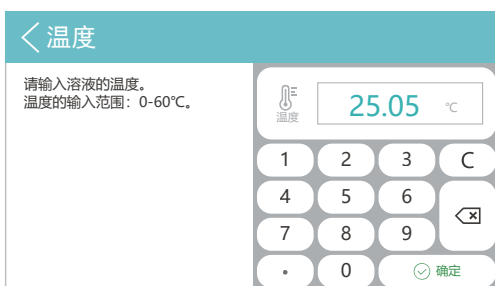 温度
请输入溶液的温度。
温度的输入范围：0-60℃。
温度
25.05 ℃
1 2 3 C
4 5 6
7 8 9
· 0 确定